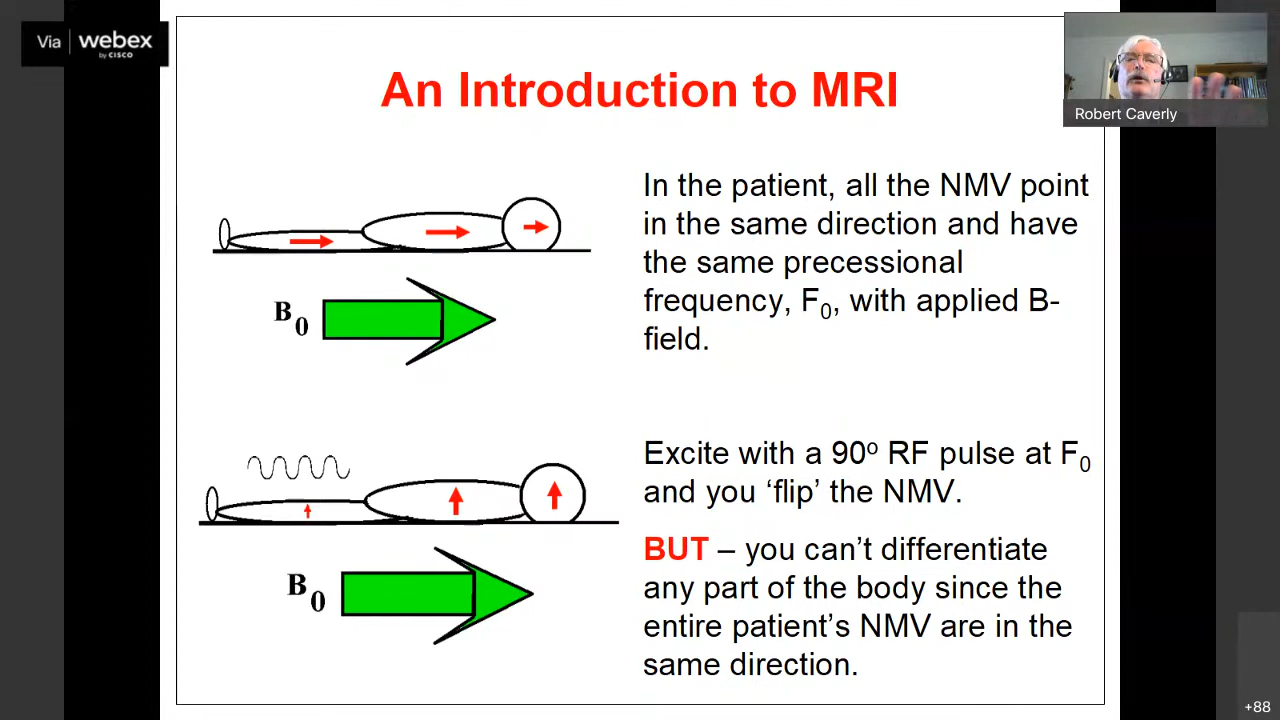 Via webex
by CISCO
An Introduction to MRI
Robert Caverly
In the patient, all the NMV point
in the same direction and have
the same precessional
frequency, F0, with applied B-
field.
B0
Excite with a 90o RF pulse at F0
and you ‘flip’ the NMV.
BUT – you can’t differentiate
any part of the body since the
entire patient’s NMV are in the
same direction.
B0
+88